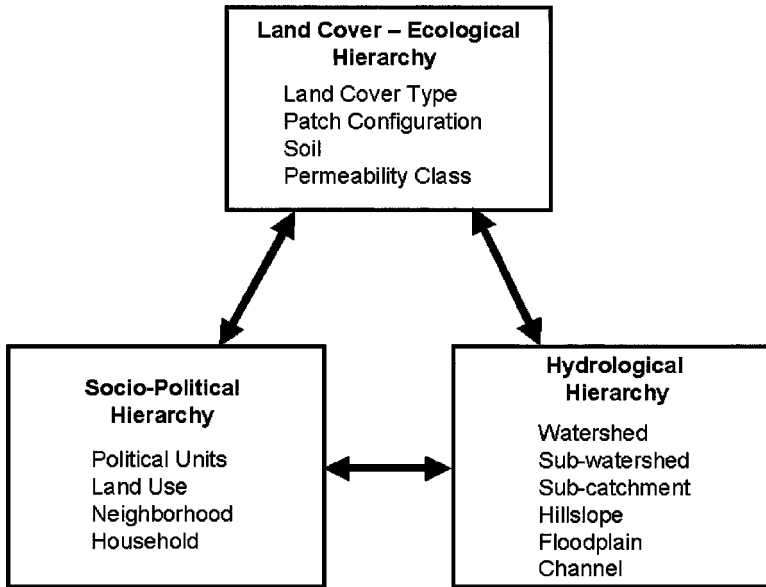 Land Cover – Ecological
Hierarchy
Land Cover Type
Patch Configuration
Soil
Permeability Class
Socio-Political
Hierarchy
Political Units
Land Use
Neighborhood
Household
Hydrological
Hierarchy
Watershed
Sub-watershed
Sub-catchment
Hillslope
Floodplain
Channel